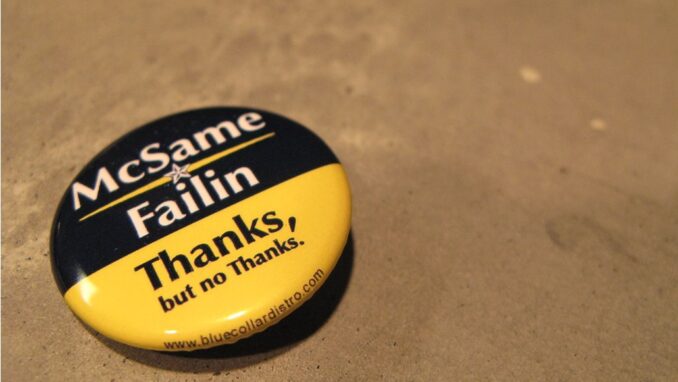 McSame
Failin
Thanks,
but no Thanks.
www.bluecollardistro.com